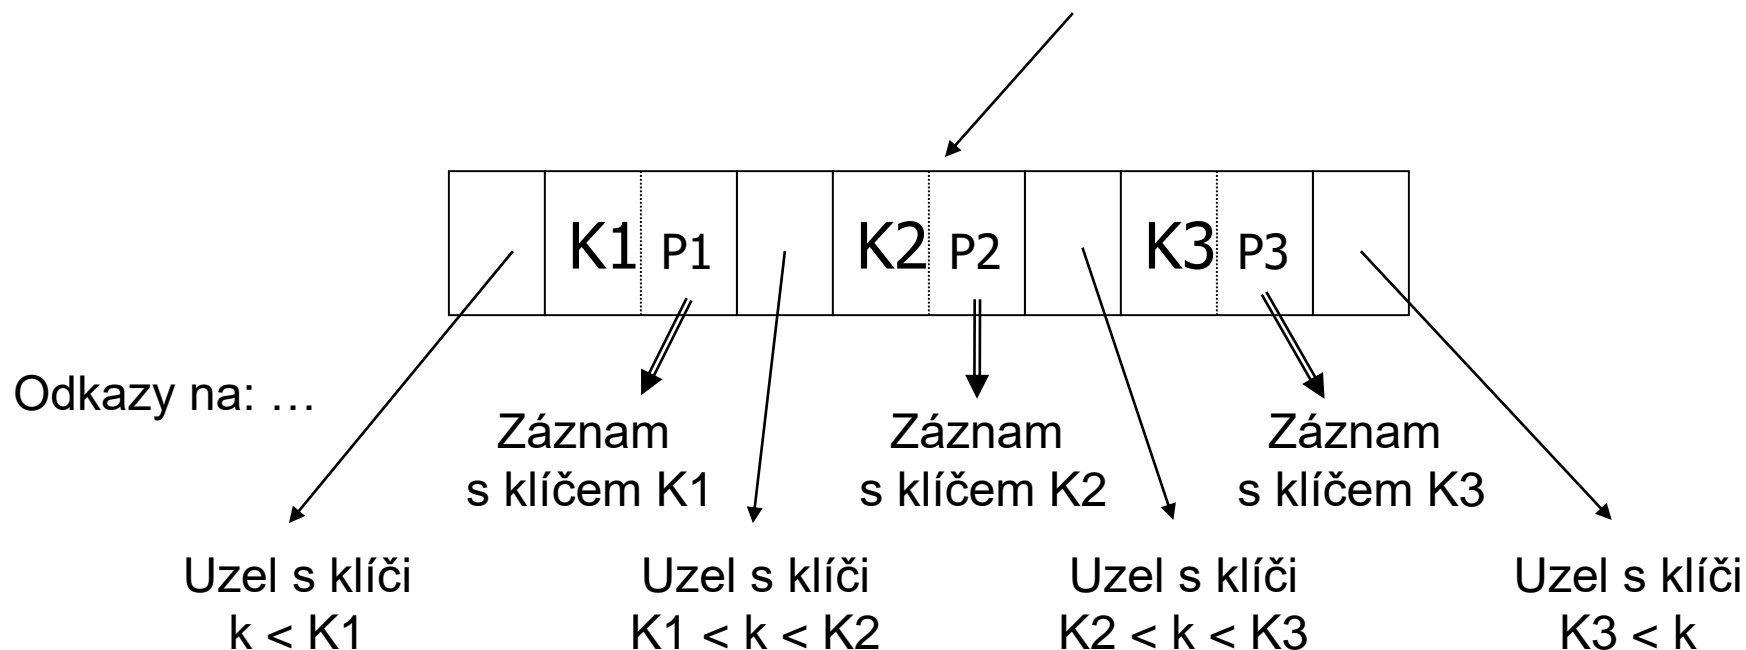 K1 P1 K2 P2 K3 P3
Odkazy na: …
Záznam
s klíčem K1
Záznam
s klíčem K2
Záznam
s klíčem K3
Uzel s klíči
k < K1
Uzel s klíči
K1 < k < K2
Uzel s klíči
K2 < k < K3
Uzel s klíči
K3 < k